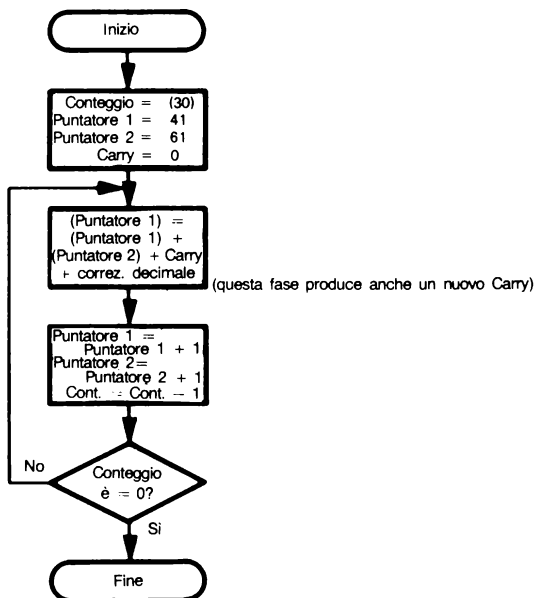 Inizio
Conteggio = (30)
Puntatore 1 = 41
Puntatore 2 = 61
Carry = 0
(Puntatore 1) =
(Puntatore 1) +
(Puntatore 2) + Carry
+ correz. decimale
(questa fase produce anche un nuovo Carry)
Puntatore 1 =
Puntatore 1 + 1
Puntatore 2=
Puntatore 2 + 1
Cont. = Cont. - 1
No
Conteggio
è = 0?
Sì
Fine